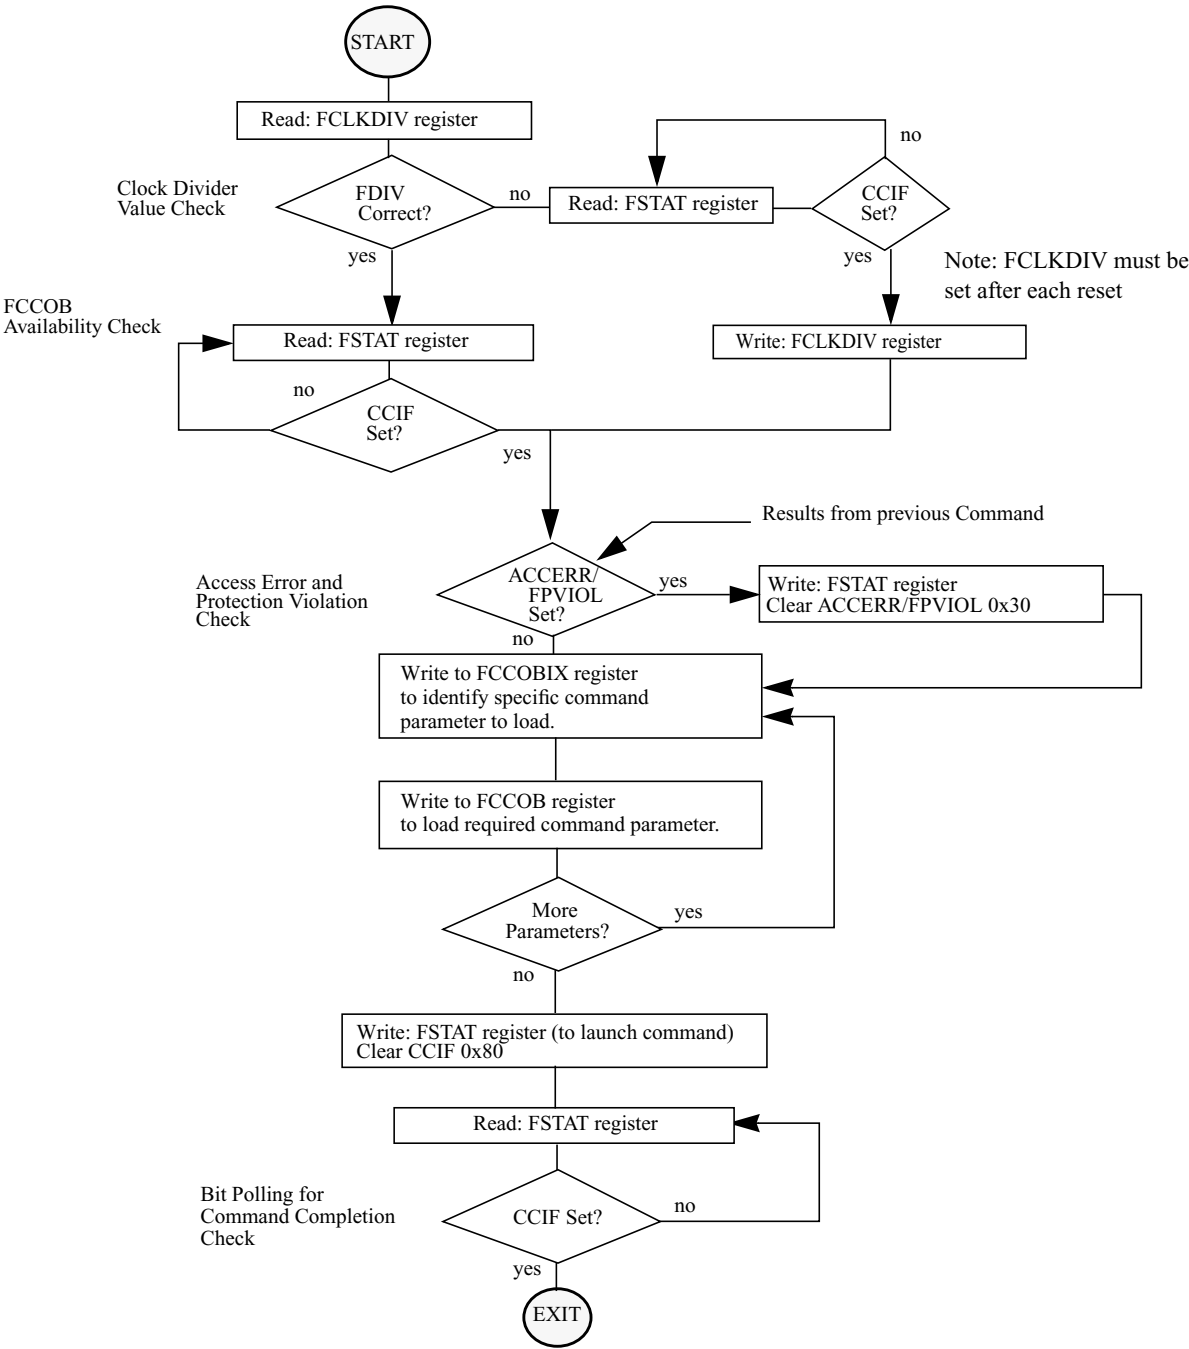 START
Read: FCLKDIV register
no
Clock Divider
Value Check
FDIV
Correct?
no
Read: FSTAT register
CCIF
Set?
yes
yes
Note: FCLKDIV must be
set after each reset
FCCOB
Availability Check
Read: FSTAT register
Write: FCLKDIV register
no
CCIF
Set?
yes
Results from previous Command
Access Error and
Protection Violation
Check
ACCERR/
FPVIOL
Set?
yes
Write: FSTAT register
Clear ACCERR/FPVIOL 0x30
no
Write to FCCOBIX register
to identify specific command
parameter to load.
Write to FCCOB register
to load required command parameter.
More
Parameters?
yes
no
Write: FSTAT register (to launch command)
Clear CCIF 0x80
Read: FSTAT register
Bit Polling for
Command Completion
Check
CCIF Set?
no
yes
EXIT